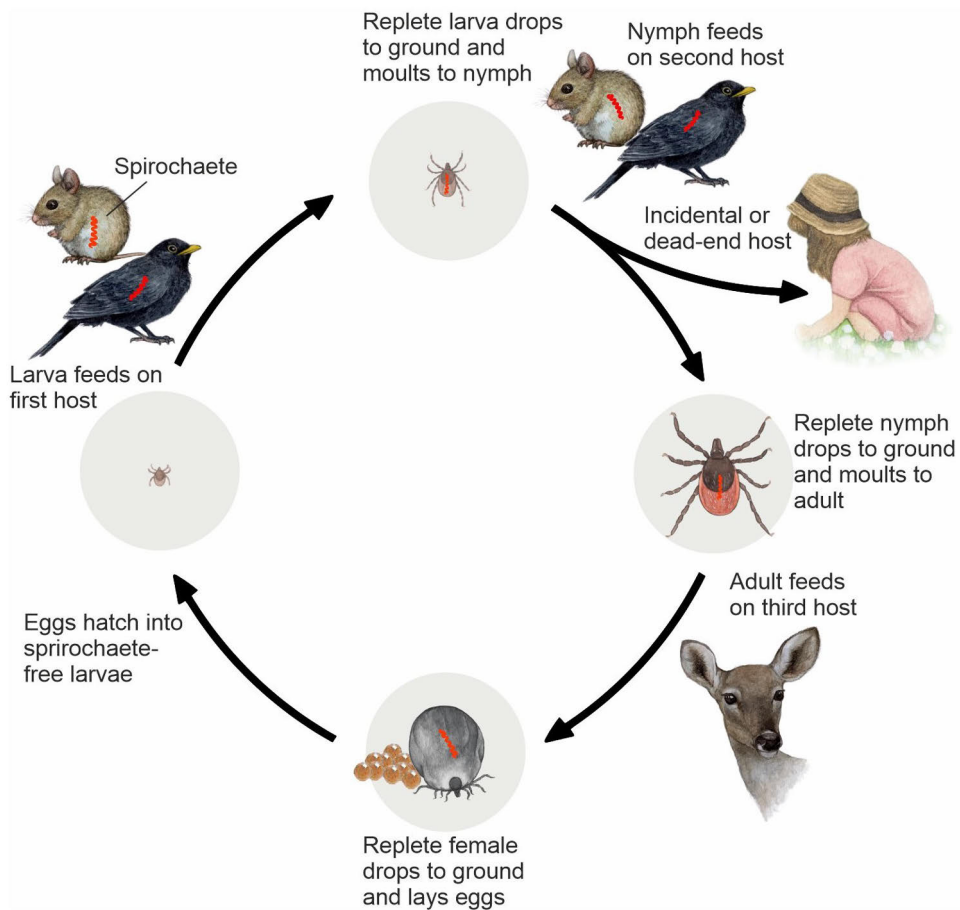 Replete larva drops
to ground and
moults to nymph
Nymph feeds
on second host
Spirochaete
Incidental or
dead-end host
Larva feeds on
first host
Replete nymph
drops to ground
and moults to
adult
Adult feeds
on third host
Eggs hatch into
sprirochaete-
free larvae
Replete female
drops to ground
and lays eggs